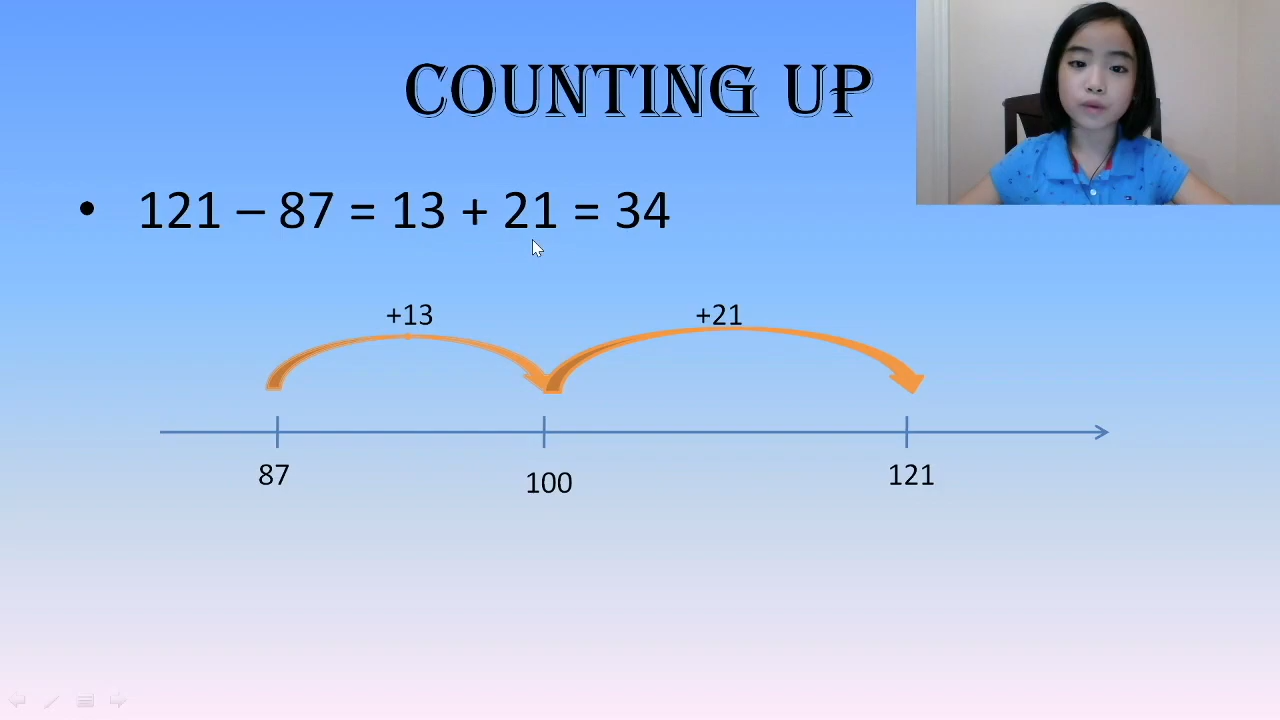 COUNTING UP
• 121 – 87 = 13 + 21 = 34
+13 +21
87 100 121